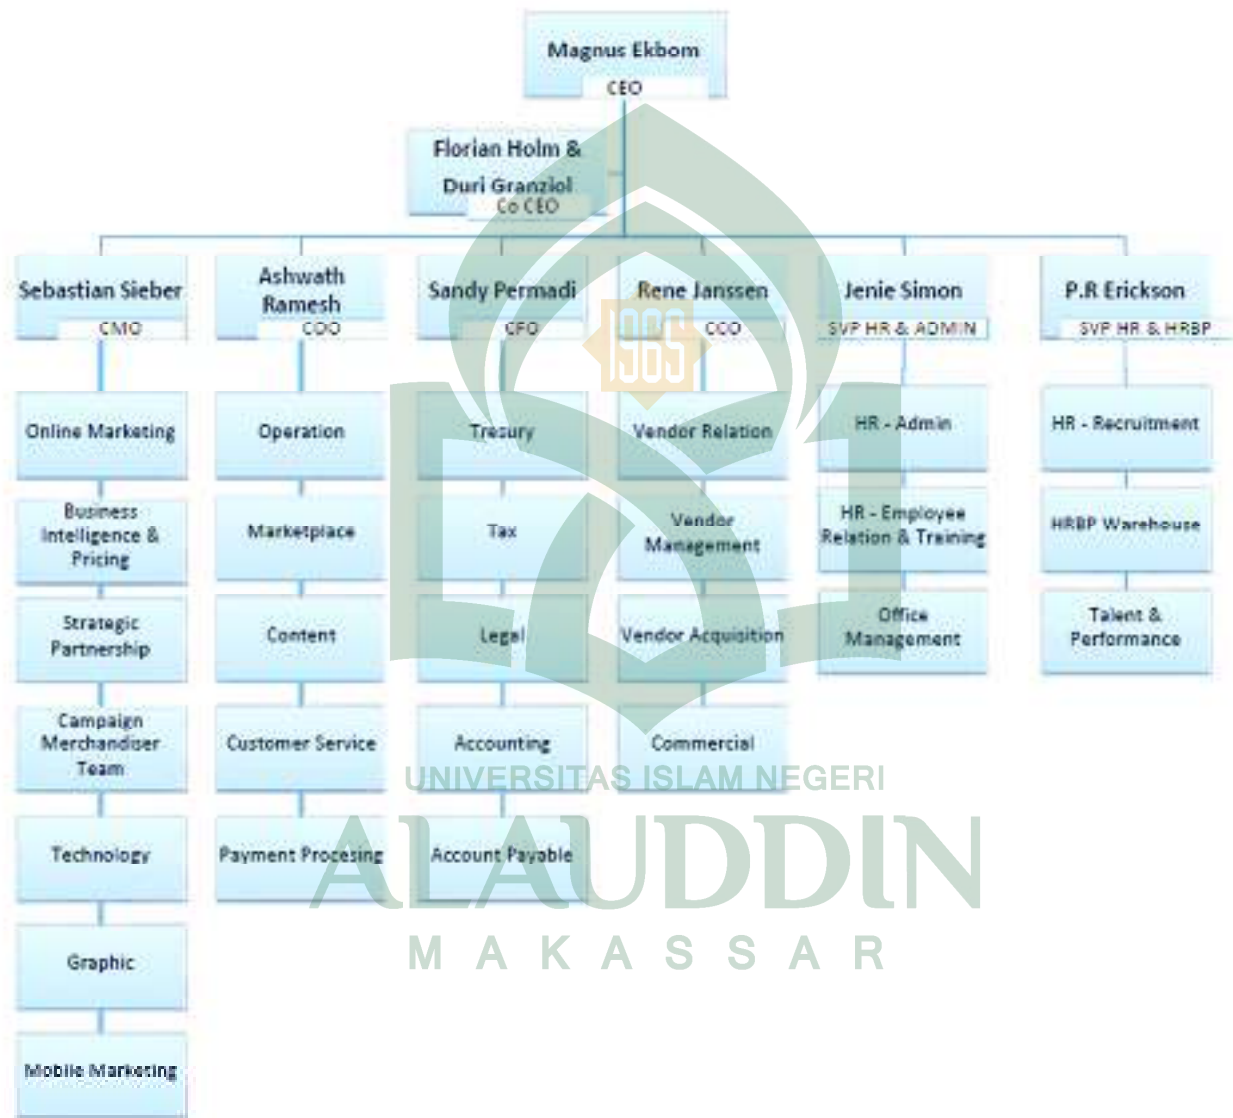 Magnus Ekbom
CEO
Florian Holm &
Duri Granziol
Co CEO
Sebastian Sieber
CMO
Ashwath
Ramesh
COO
Sandy Permadi
CFO
Rene Janssen
CCO
Jenie Simon
SVP HR & ADMIN
P.R Erickson
SVP HR & HRBP
1965
Online Marketing
Business
Intelligence &
Pricing
Strategic
Partnership
Campaign
Merchandiser
Team
Technology
Graphic
Mobile Marketing
Operation
Marketplace
Content
Customer Service
Payment Procesing
Tresury
Tax
Legal
Accounting
Account Payable
Vendor Relation
Vendor
Management
Vendor Acquisition
Commercial
HR - Admin
HR - Employee
Relation & Training
Office
Management
HR - Recruitment
HRBP Warehouse
Talent &
Performance
UNIVERSITAS ISLAM NEGERI
ALAUDDIN
MAKASSAR